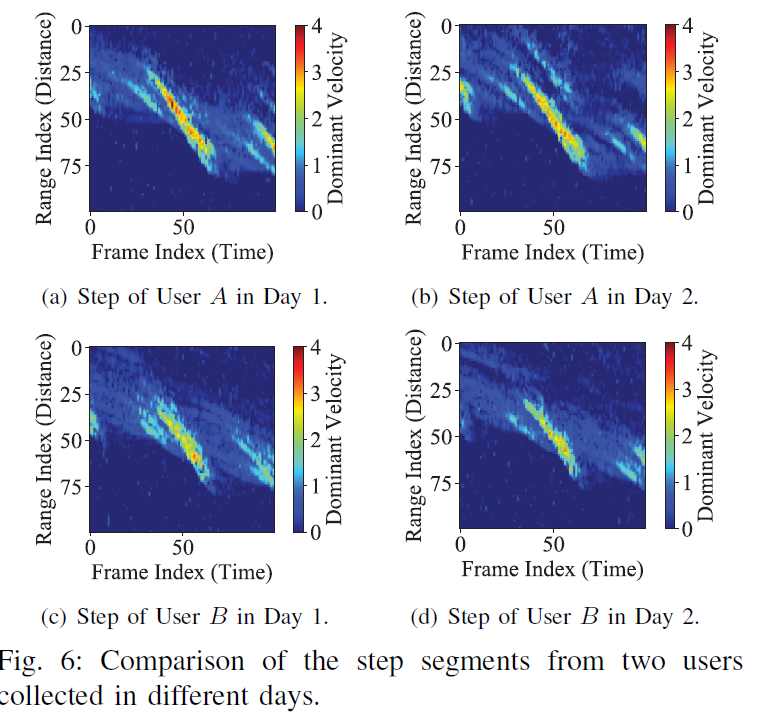 0
25
50
75
Range Index (Distance)
0 50
Frame Index (Time)
4
3
2
1
0
Dominant Velocity
(a) Step of User A in Day 1.
0
25
50
75
Range Index (Distance)
0 50
Frame Index (Time)
4
3
2
1
0
Dominant Velocity
(b) Step of User A in Day 2.
0
25
50
75
Range Index (Distance)
0 50
Frame Index (Time)
4
3
2
1
0
Dominant Velocity
(c) Step of User B in Day 1.
0
25
50
75
Range Index (Distance)
0 50
Frame Index (Time)
4
3
2
1
0
Dominant Velocity
(d) Step of User B in Day 2.
Fig. 6: Comparison of the step segments from two users
collected in different days.